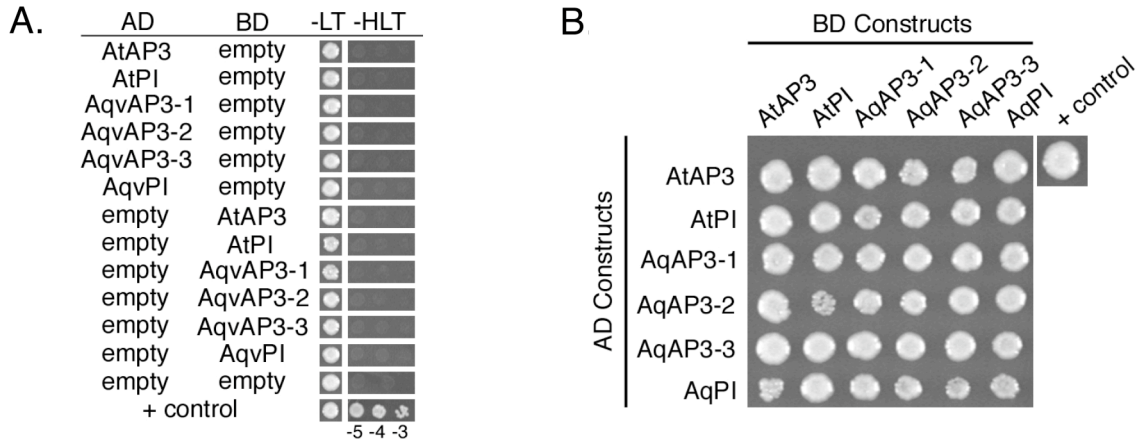 A.
AD BD -LT -HLT
AtAP3 empty
AtPI empty
AqvAP3-1 empty
AqvAP3-2 empty
AqvAP3-3 empty
AqvPI empty
empty AtAP3
empty AtPI
empty AqvAP3-1
empty AqvAP3-2
empty AqvAP3-3
empty AqvPI
empty empty
+ control
-5 -4 -3
B.
BD Constructs
AtAP3 AtPI AqAP3-1 AqAP3-2 AqAP3-3 AqPI + control
AD Constructs
AtAP3
AtPI
AqAP3-1
AqAP3-2
AqAP3-3
AqPI